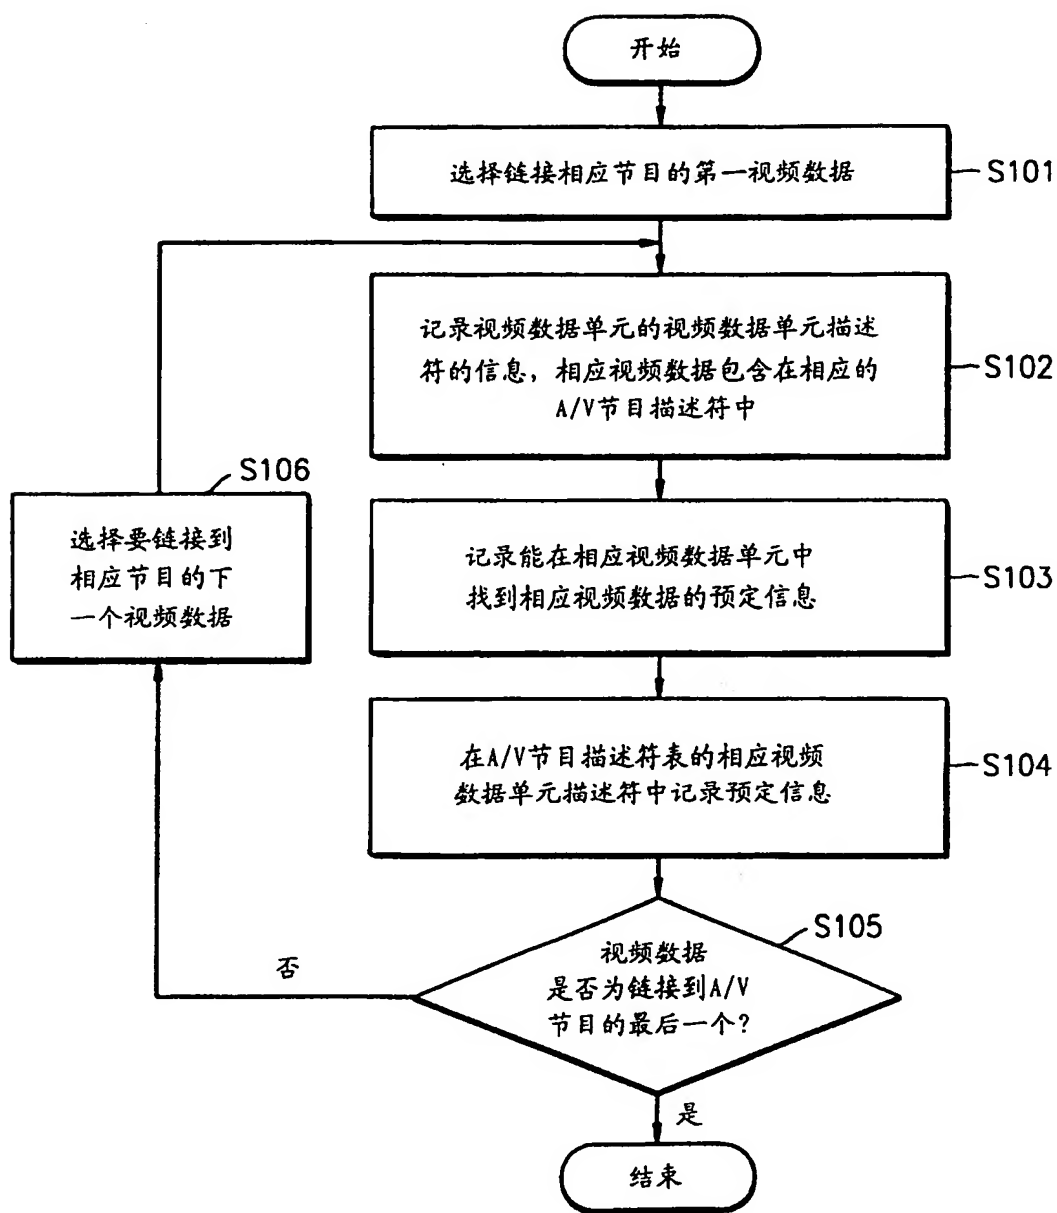 开始
选择链接相应节目的第一视频数据
S101
记录视频数据单元的视频数据单元描述
符的信息，相应视频数据包含在相应的
A/V节目描述符中
S102
S106
选择要链接到
相应节目的下
一个视频数据
记录能在相应视频数据单元中
找到相应视频数据的预定信息
S103
在A/V节目描述符表的相应视频
数据单元描述符中记录预定信息
S104
S105
视频数据
是否为链接到A/V
节目的最后一个?
否
是
结束